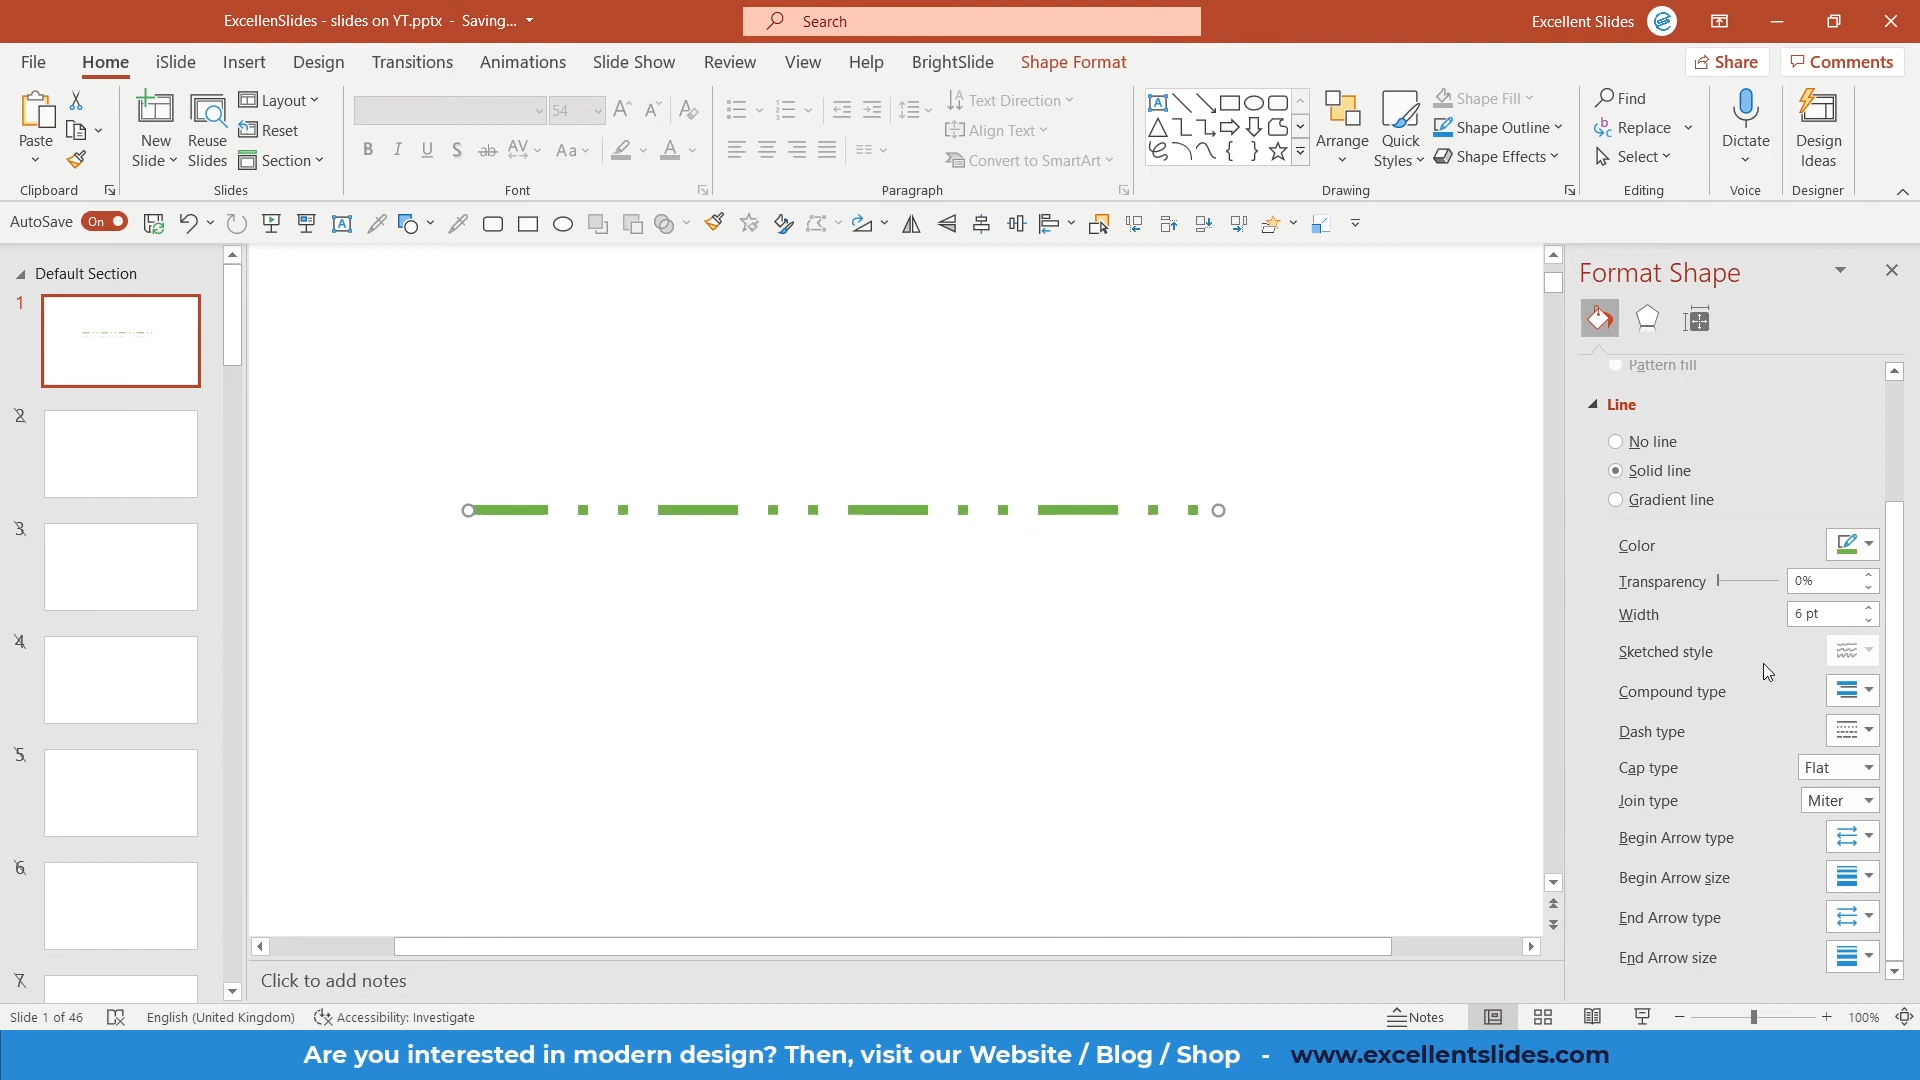 ExcellenSlides - slides on YT.pptx - Saving...
Search
Excellent Slides
File
Home
iSlide
Insert
Design
Transitions
Animations
Slide Show
Review
View
Help
BrightSlide
Shape Format
Share
Comments
Paste
New Slide
Reuse Slides
Layout
Reset
Section
54
Text Direction
Align Text
Convert to SmartArt
Arrange
Quick Styles
Shape Fill
Shape Outline
Shape Effects
Find
Replace
Select
Dictate
Design Ideas
Clipboard
Slides
Font
Paragraph
Drawing
Editing
Voice
Designer
AutoSave
On
Default Section
1
2
3
4
5
6
7
Format Shape
Pattern fill
Line
No line
Solid line
Gradient line
Color
Transparency 0%
Width 6 pt
Sketched style
Compound type
Dash type
Cap type Flat
Join type Miter
Begin Arrow type
Begin Arrow size
End Arrow type
End Arrow size
Click to add notes
Slide 1 of 46
English (United Kingdom)
Accessibility: Investigate
Notes
100%
Are you interested in modern design? Then, visit our Website / Blog / Shop - www.excellentslides.com